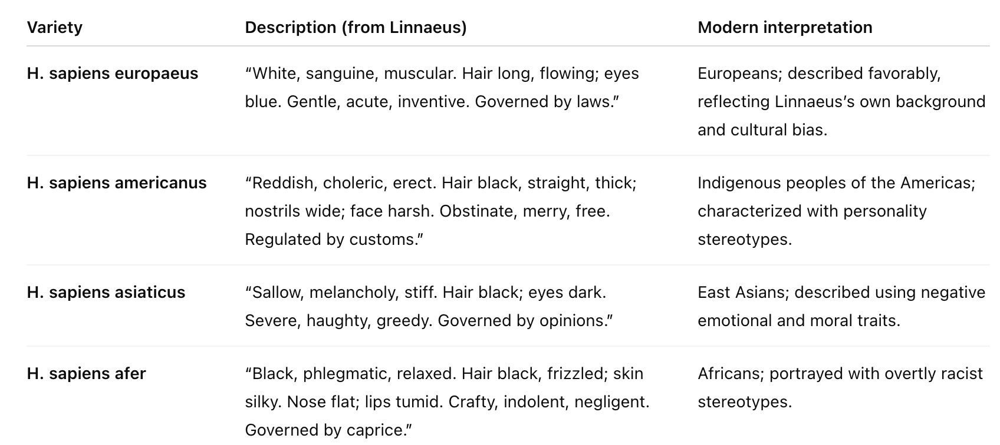 Variety Description (from Linnaeus) Modern interpretation
H. sapiens europaeus
“White, sanguine, muscular. Hair long, flowing; eyes
blue. Gentle, acute, inventive. Governed by laws.”
Europeans; described favorably,
reflecting Linnaeus’s own background
and cultural bias.
H. sapiens americanus
“Reddish, choleric, erect. Hair black, straight, thick;
nostrils wide; face harsh. Obstinate, merry, free.
Regulated by customs.”
Indigenous peoples of the Americas;
characterized with personality
stereotypes.
H. sapiens asiaticus
“Sallow, melancholy, stiff. Hair black; eyes dark.
Severe, haughty, greedy. Governed by opinions.”
East Asians; described using negative
emotional and moral traits.
H. sapiens afer
“Black, phlegmatic, relaxed. Hair black, frizzled; skin
silky. Nose flat; lips tumid. Crafty, indolent, negligent.
Governed by caprice.”
Africans; portrayed with overtly racist
stereotypes.